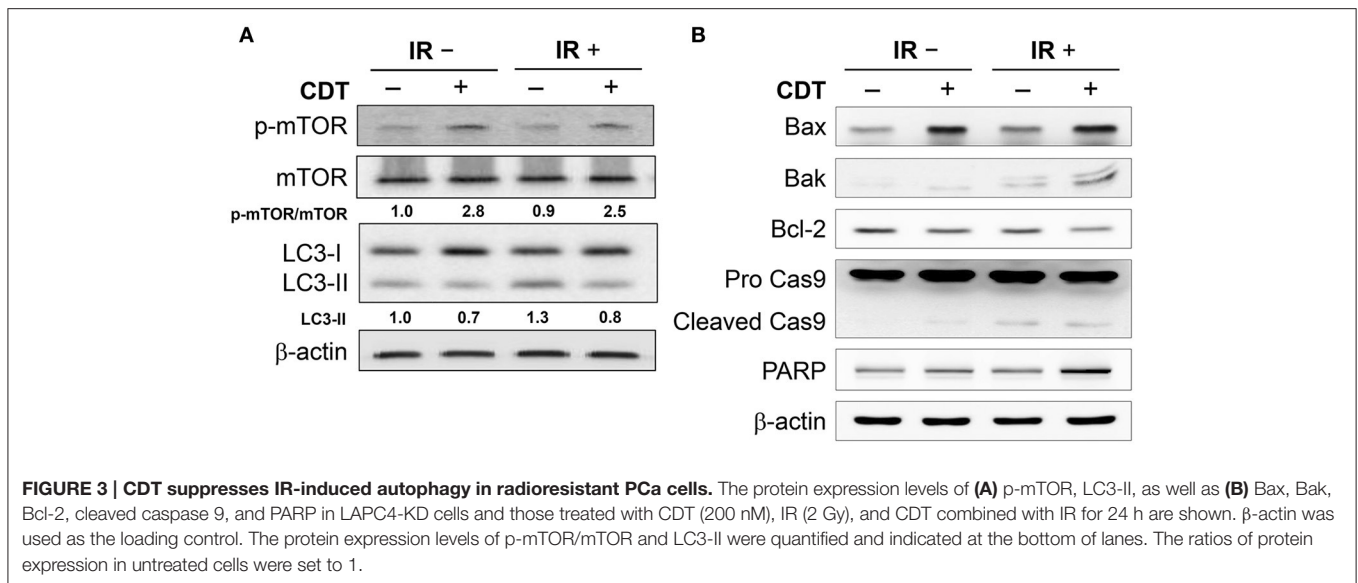 A
IR − IR +
CDT − + − +
p-mTOR
mTOR
p-mTOR/mTOR 1.0 2.8 0.9 2.5
LC3-I
LC3-II
LC3-II 1.0 0.7 1.3 0.8
β-actin
B
IR − IR +
CDT − + − +
Bax
Bak
Bcl-2
Pro Cas9
Cleaved Cas9
PARP
β-actin
FIGURE 3 | CDT suppresses IR-induced autophagy in radioresistant PCa cells. The protein expression levels of (A) p-mTOR, LC3-II, as well as (B) Bax, Bak,
Bcl-2, cleaved caspase 9, and PARP in LAPC4-KD cells and those treated with CDT (200 nM), IR (2 Gy), and CDT combined with IR for 24 h are shown. β-actin was
used as the loading control. The protein expression levels of p-mTOR/mTOR and LC3-II were quantified and indicated at the bottom of lanes. The ratios of protein
expression in untreated cells were set to 1.